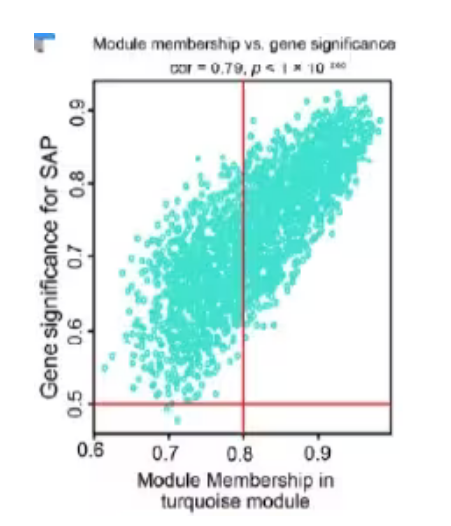 Module membership vs. gene significance
cor = 0.79, p < 1 × 10
0.9
0.8
0.7
0.6
0.5
Gene significance for SAP
0.6 0.7 0.8 0.9
Module Membership in
turquoise module